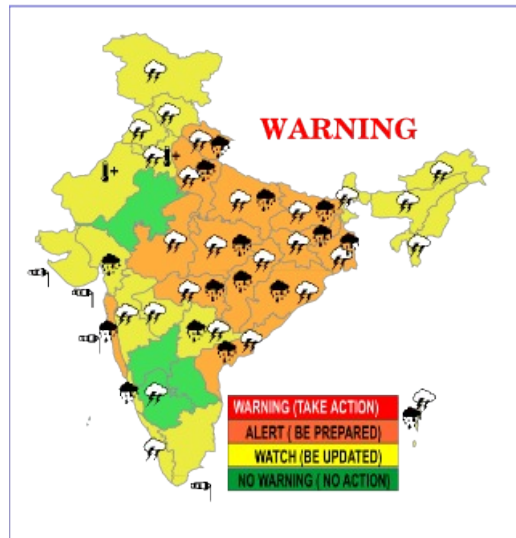 WARNING
WARNING (TAKE ACTION)
ALERT ( BE PREPARED)
WATCH (BE UPDATED)
NO WARNING ( NO ACTION)